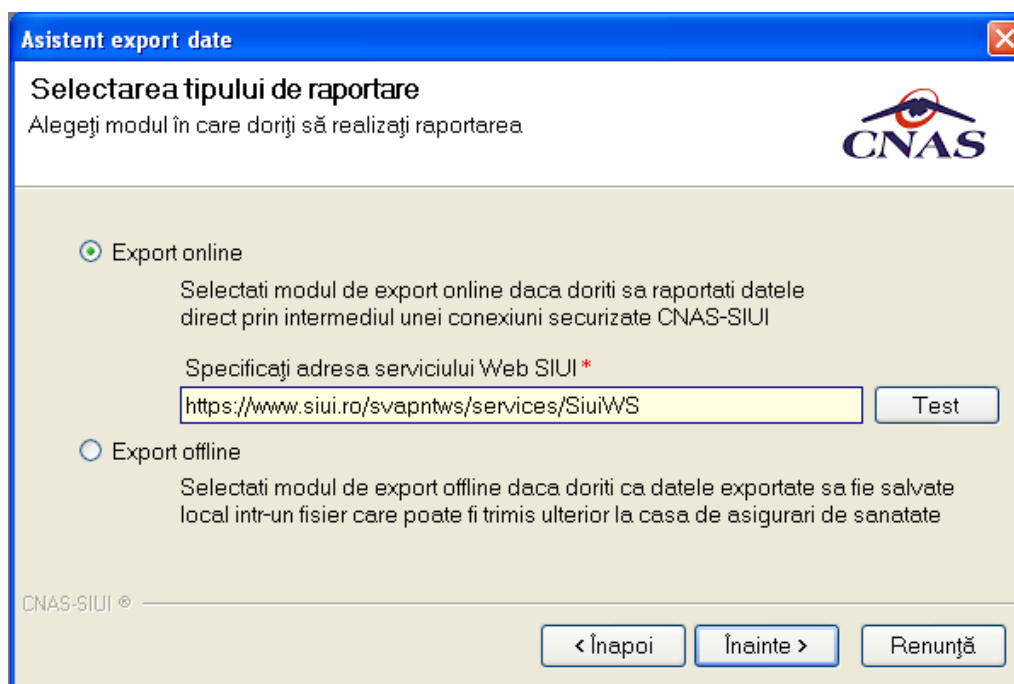 Asistent export date
Selectarea tipului de raportare
Alegeţi modul în care doriţi să realizaţi raportarea
CNAS
Export online
Selectati modul de export online daca doriti sa raportati datele
direct prin intermediul unei conexiuni securizate CNAS-SIUI
Specificaţi adresa serviciului Web SIUI *
https://www.siui.ro/svapntws/services/SiuiWS
Test
Export offline
Selectati modul de export offline daca doriti ca datele exportate sa fie salvate
local intr-un fisier care poate fi trimis ulterior la casa de asigurari de sanatate
CNAS-SIUI ®
< Înapoi
Înainte >
Renunţă